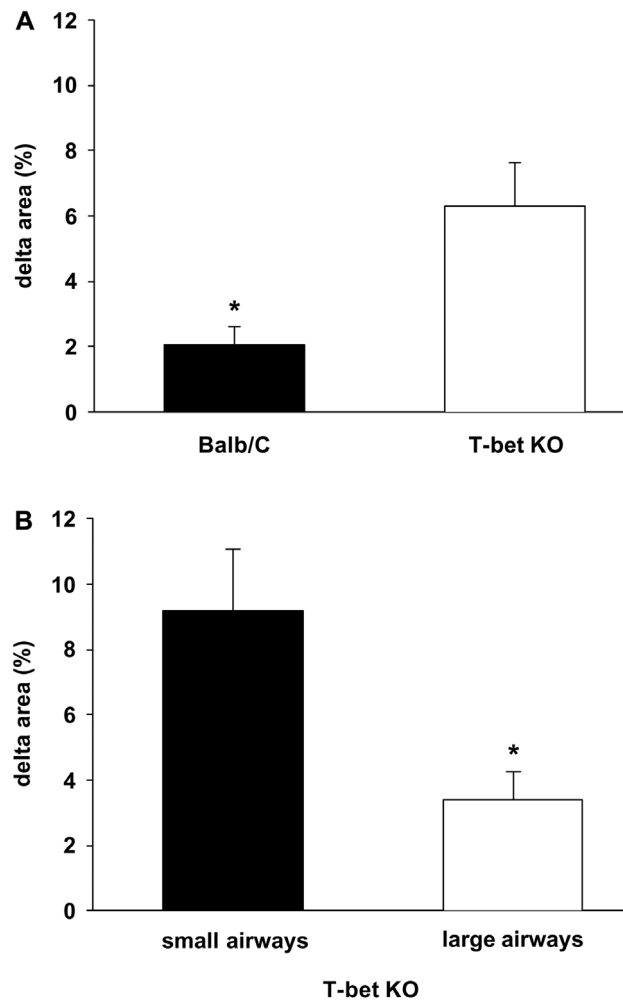 A
12
10
8
6
4
2
0
delta area (%)
*
Balb/C
T-bet KO
B
12
10
8
6
4
2
0
delta area (%)
*
small airways
large airways
T-bet KO